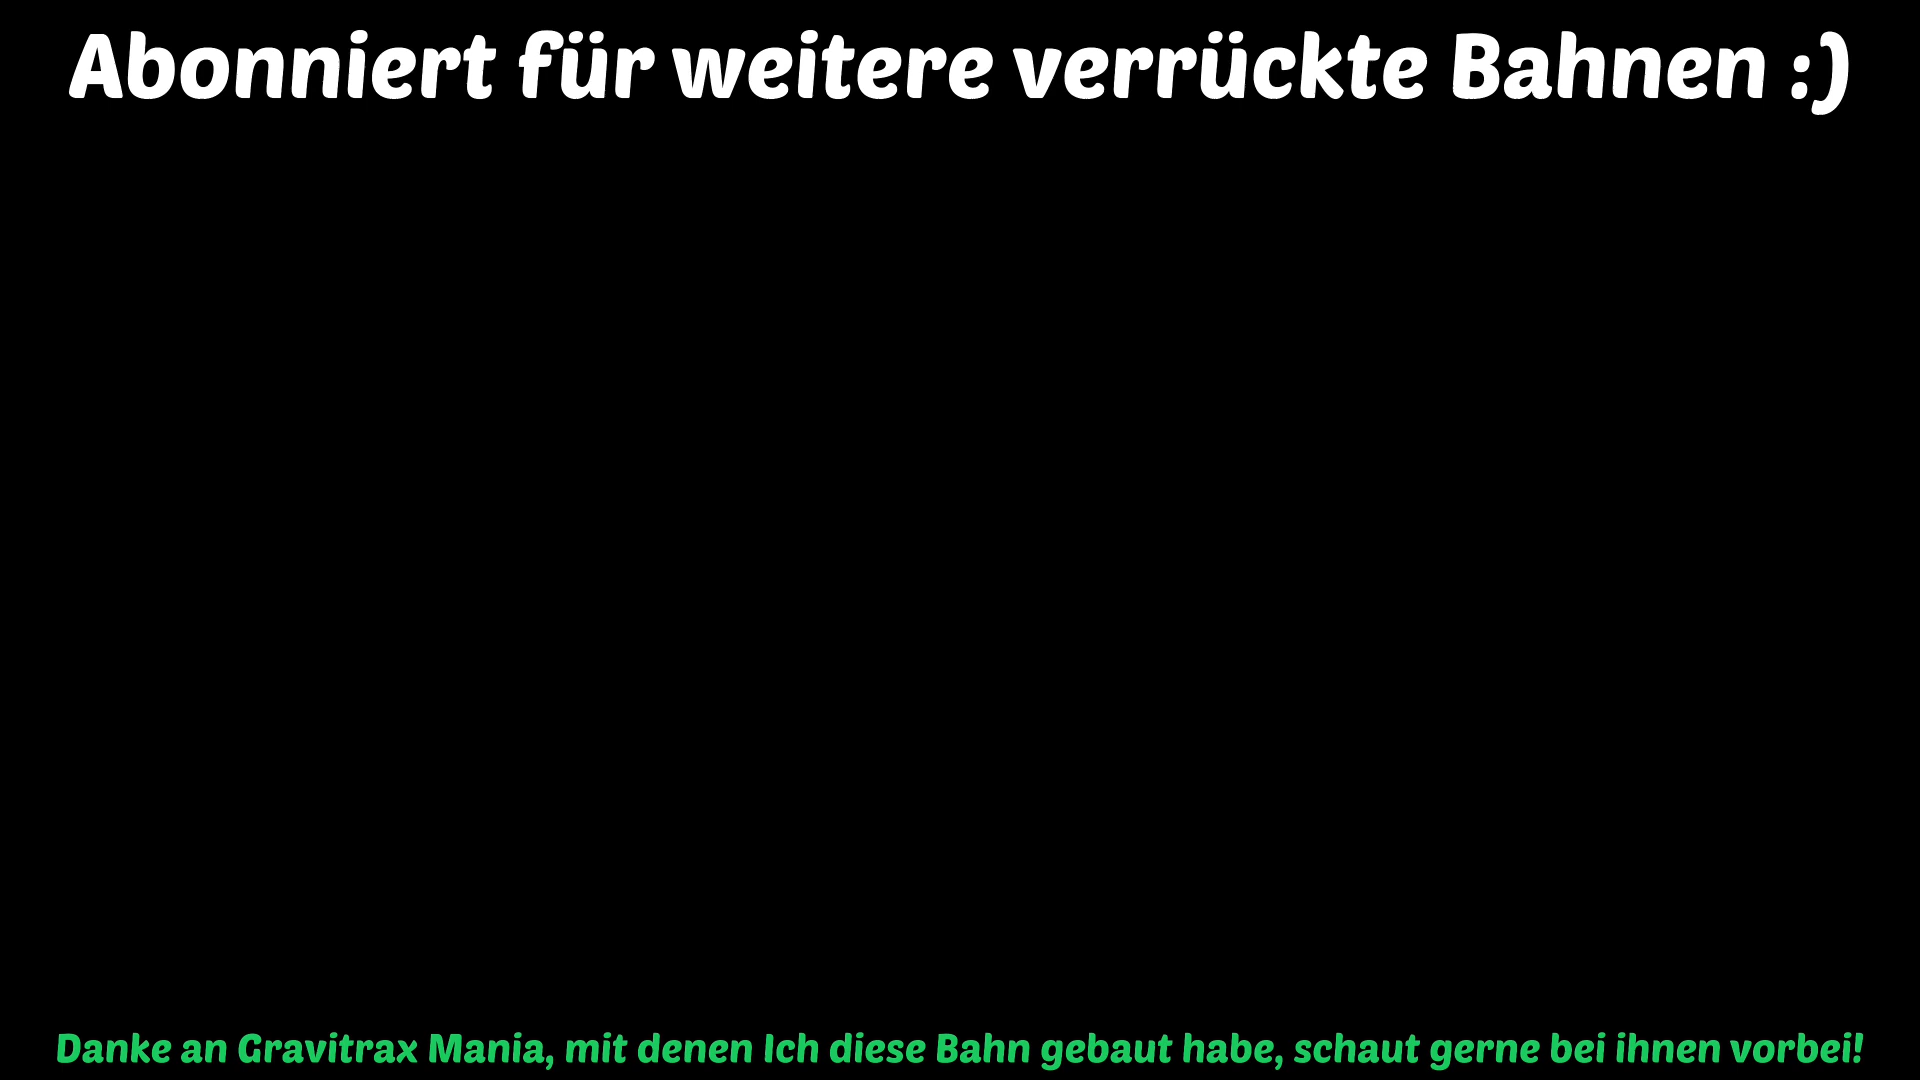 Abonniert für weitere verrückte Bahnen :)
Danke an Gravitrax Mania, mit denen Ich diese Bahn gebaut habe, schaut gerne bei ihnen vorbei!